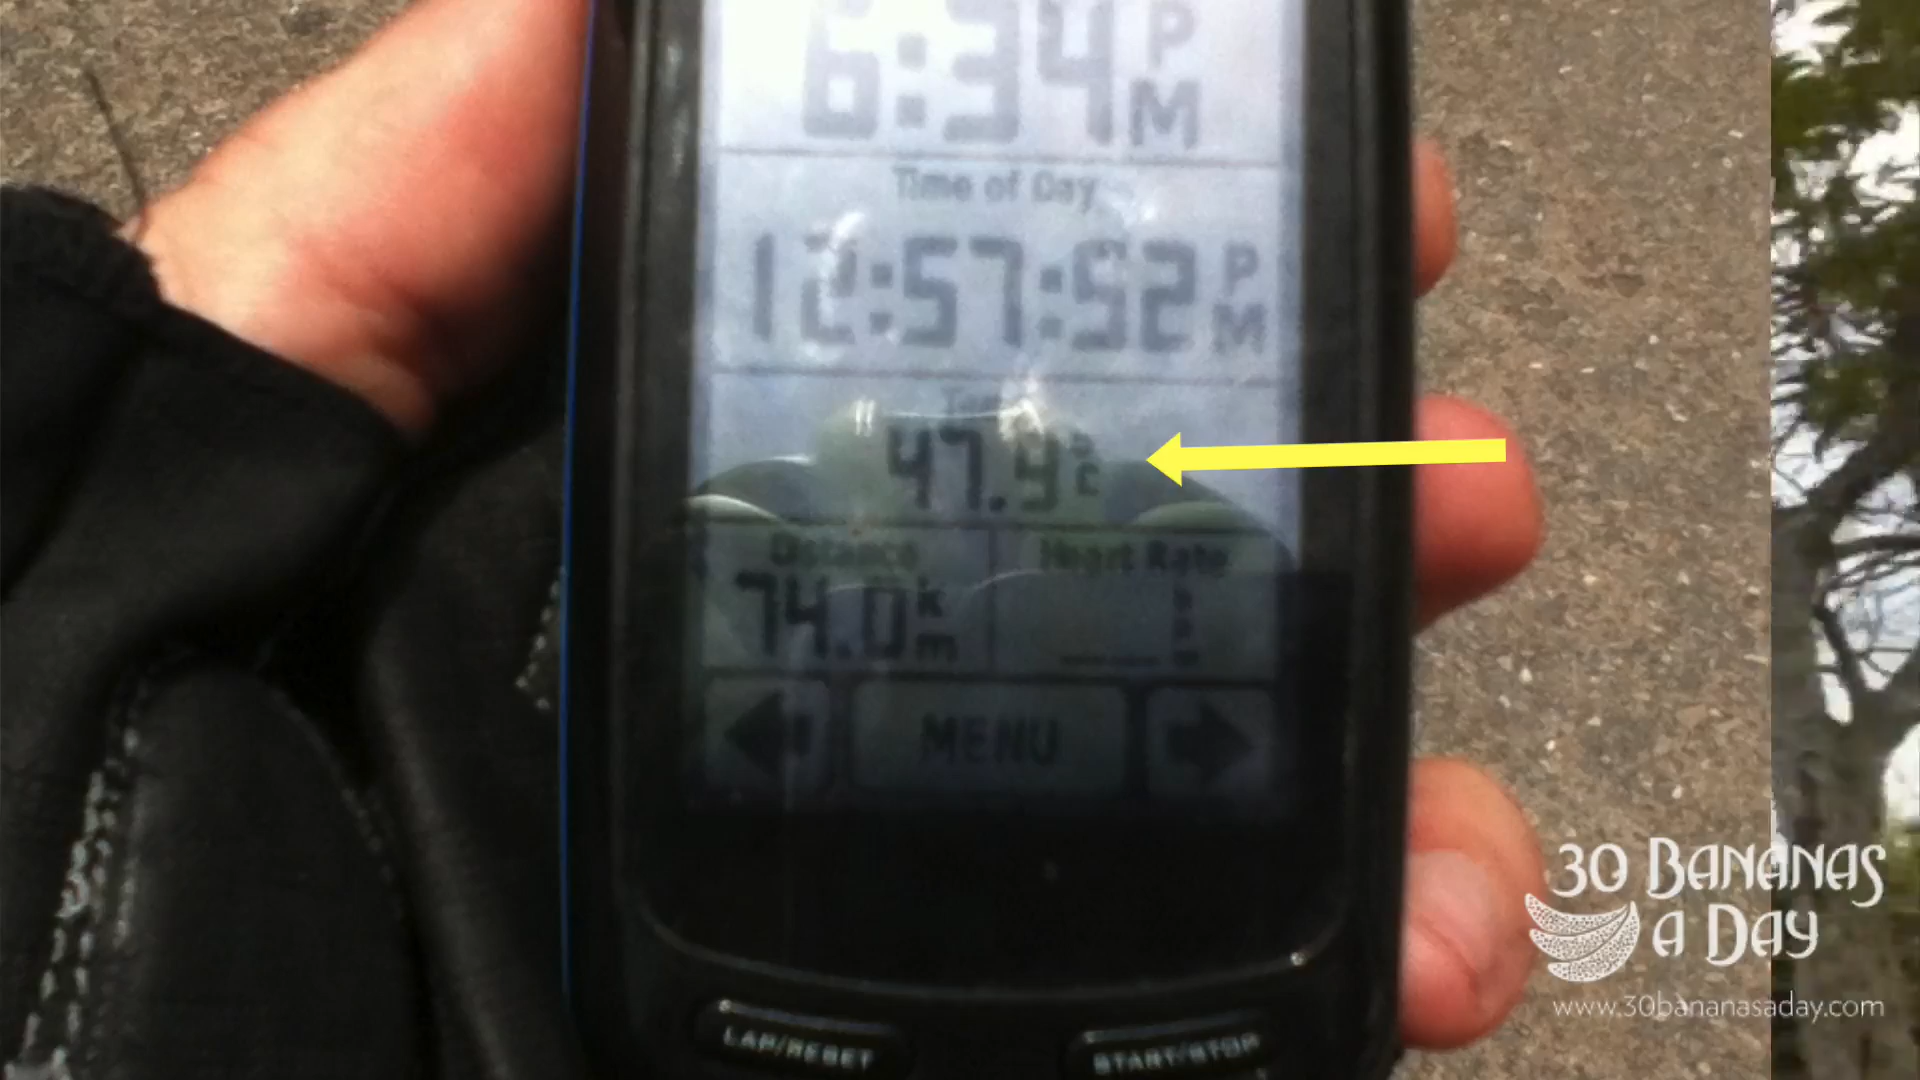 6:34 PM
Time of Day
12:57:52 PM
47.9 °C
Distance
Heart Rate
74.0 km
MENU
LAP/RESET
START/STOP
30 BANANAS
A DAY
www.30bananasaday.com